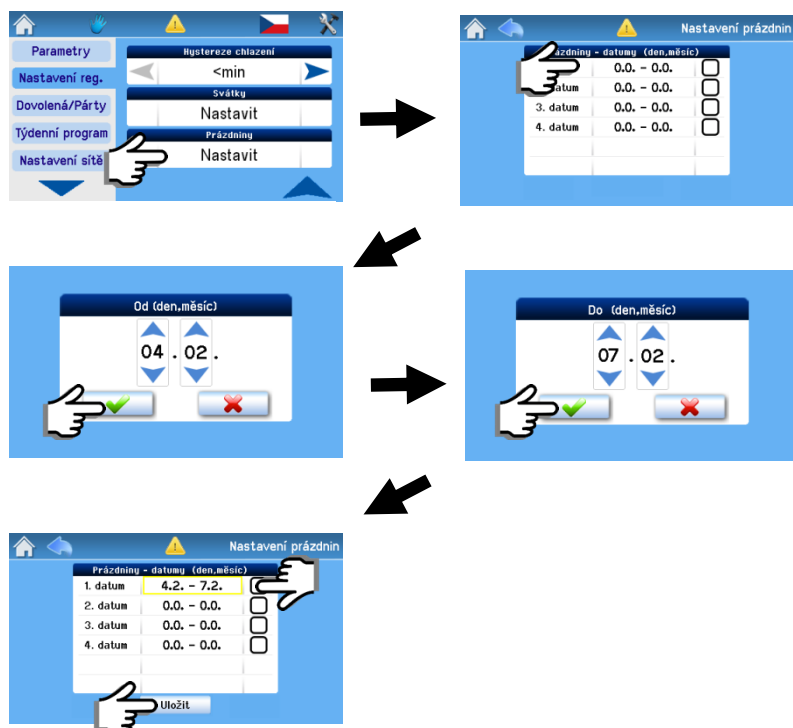 Parametry
Nastavení reg.
Dovolená/Párty
Týdenní program
Nastavení sítě
Hystereze chlazení
<min
Svátky
Nastavit
Prázdniny
Nastavit
Nastavení prázdnin
- datumy (den,měsíc)
0.0. - 0.0.
0.0. - 0.0.
3. datum 0.0. - 0.0.
4. datum 0.0. - 0.0.
Od (den,měsíc)
04 . 02 .
Do (den,měsíc)
07 . 02 .
Nastavení prázdnin
Prázdniny - datumy (den,měsíc)
1. datum 4.2. - 7.2.
2. datum 0.0. - 0.0.
3. datum 0.0. - 0.0.
4. datum 0.0. - 0.0.
Uložit